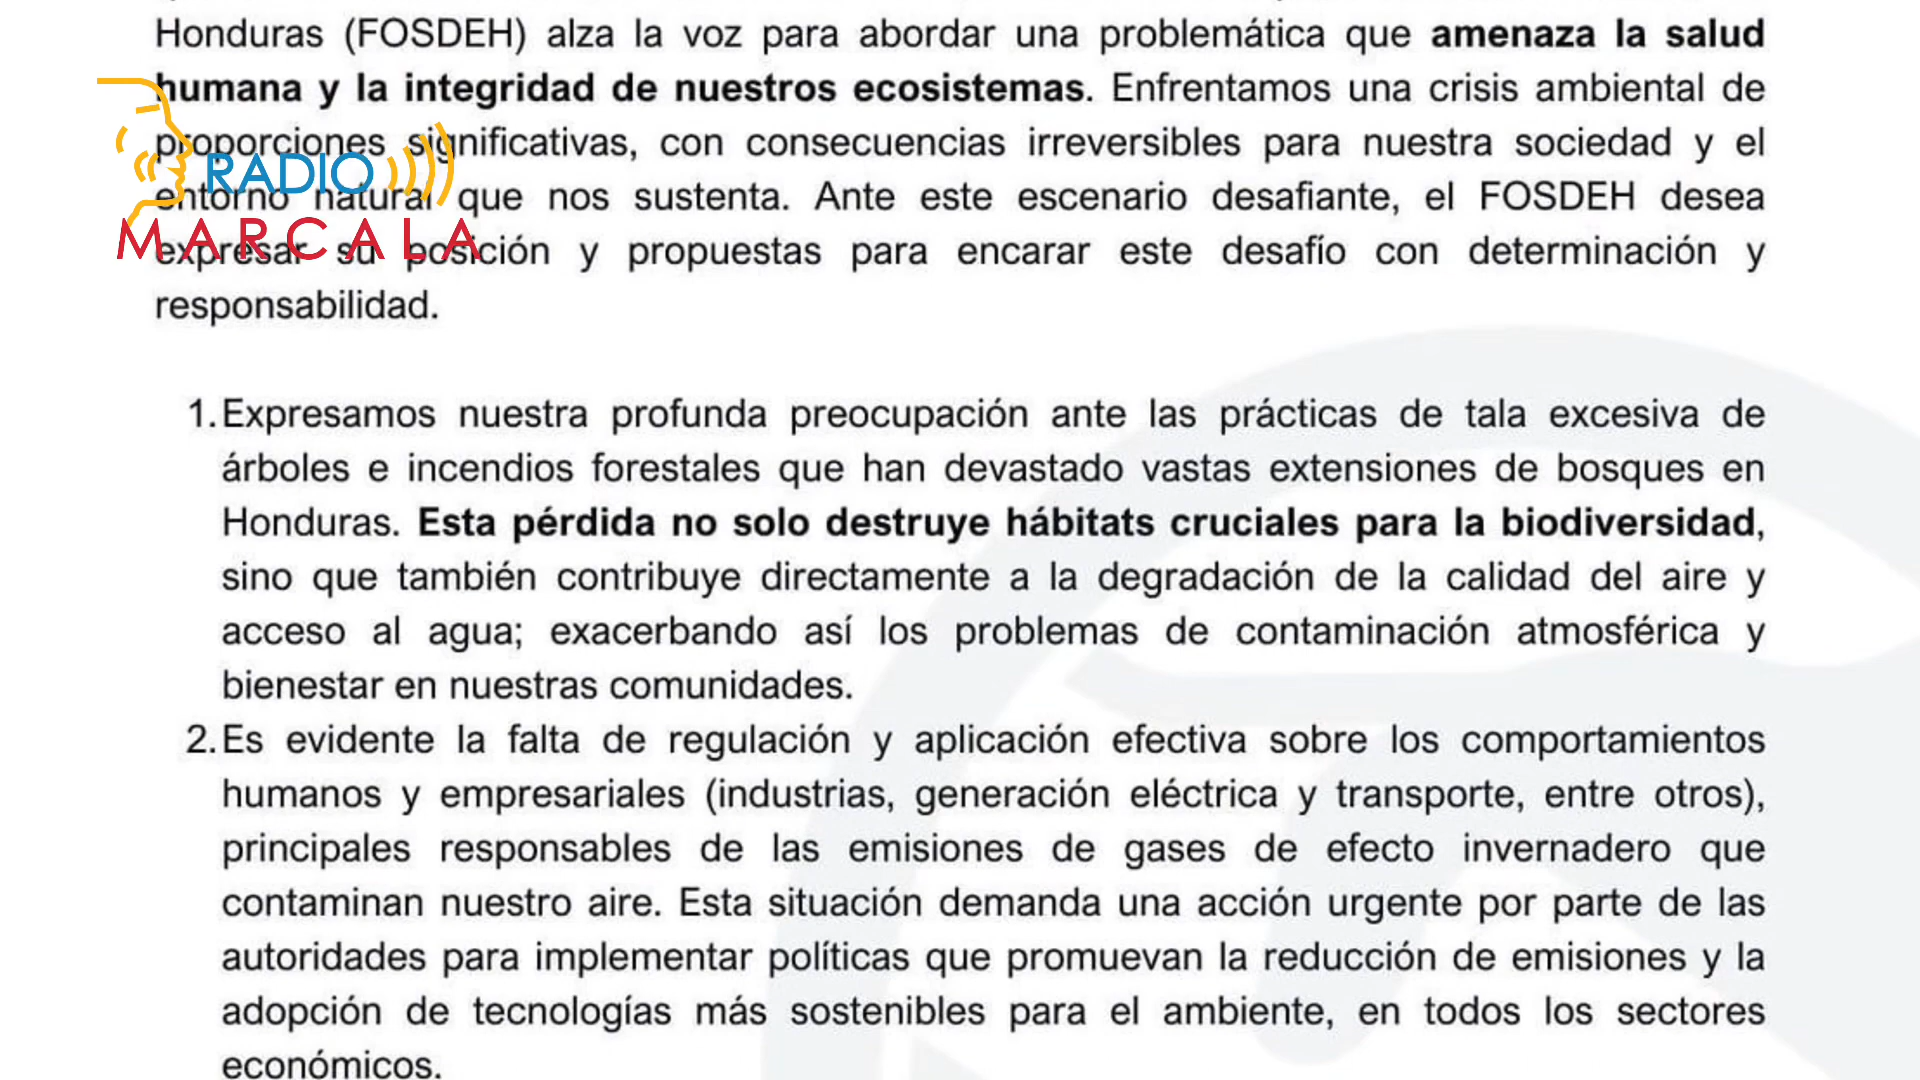 Honduras (FOSDEH) alza la voz para abordar una problemática que amenaza la salud
humana y la integridad de nuestros ecosistemas. Enfrentamos una crisis ambiental de
proporciones significativas, con consecuencias irreversibles para nuestra sociedad y el
RADIO
entorno natural que nos sustenta. Ante este escenario desafiante, el FOSDEH desea
MARCALA
expresar su posición y propuestas para encarar este desafío con determinación y
responsabilidad.
1. Expresamos nuestra profunda preocupación ante las prácticas de tala excesiva de
árboles e incendios forestales que han devastado vastas extensiones de bosques en
Honduras. Esta pérdida no solo destruye hábitats cruciales para la biodiversidad,
sino que también contribuye directamente a la degradación de la calidad del aire y
acceso al agua; exacerbando así los problemas de contaminación atmosférica y
bienestar en nuestras comunidades.
2. Es evidente la falta de regulación y aplicación efectiva sobre los comportamientos
humanos y empresariales (industrias, generación eléctrica y transporte, entre otros),
principales responsables de las emisiones de gases de efecto invernadero que
contaminan nuestro aire. Esta situación demanda una acción urgente por parte de las
autoridades para implementar políticas que promuevan la reducción de emisiones y la
adopción de tecnologías más sostenibles para el ambiente, en todos los sectores
económicos.